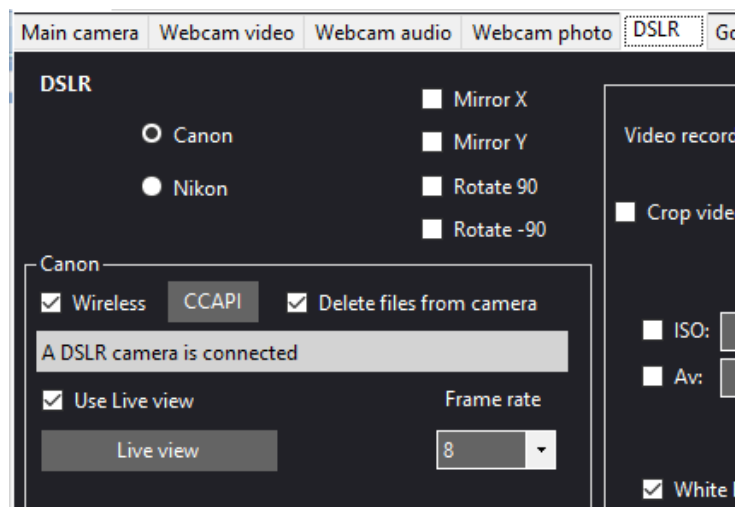 Main camera Webcam video Webcam audio Webcam photo DSLR
DSLR
Mirror X
Canon
Mirror Y
Video record
Nikon
Rotate 90
Crop vide
Rotate -90
Canon
Wireless CCAPI Delete files from camera
ISO:
A DSLR camera is connected
Av:
Use Live view Frame rate
Live view 8
White